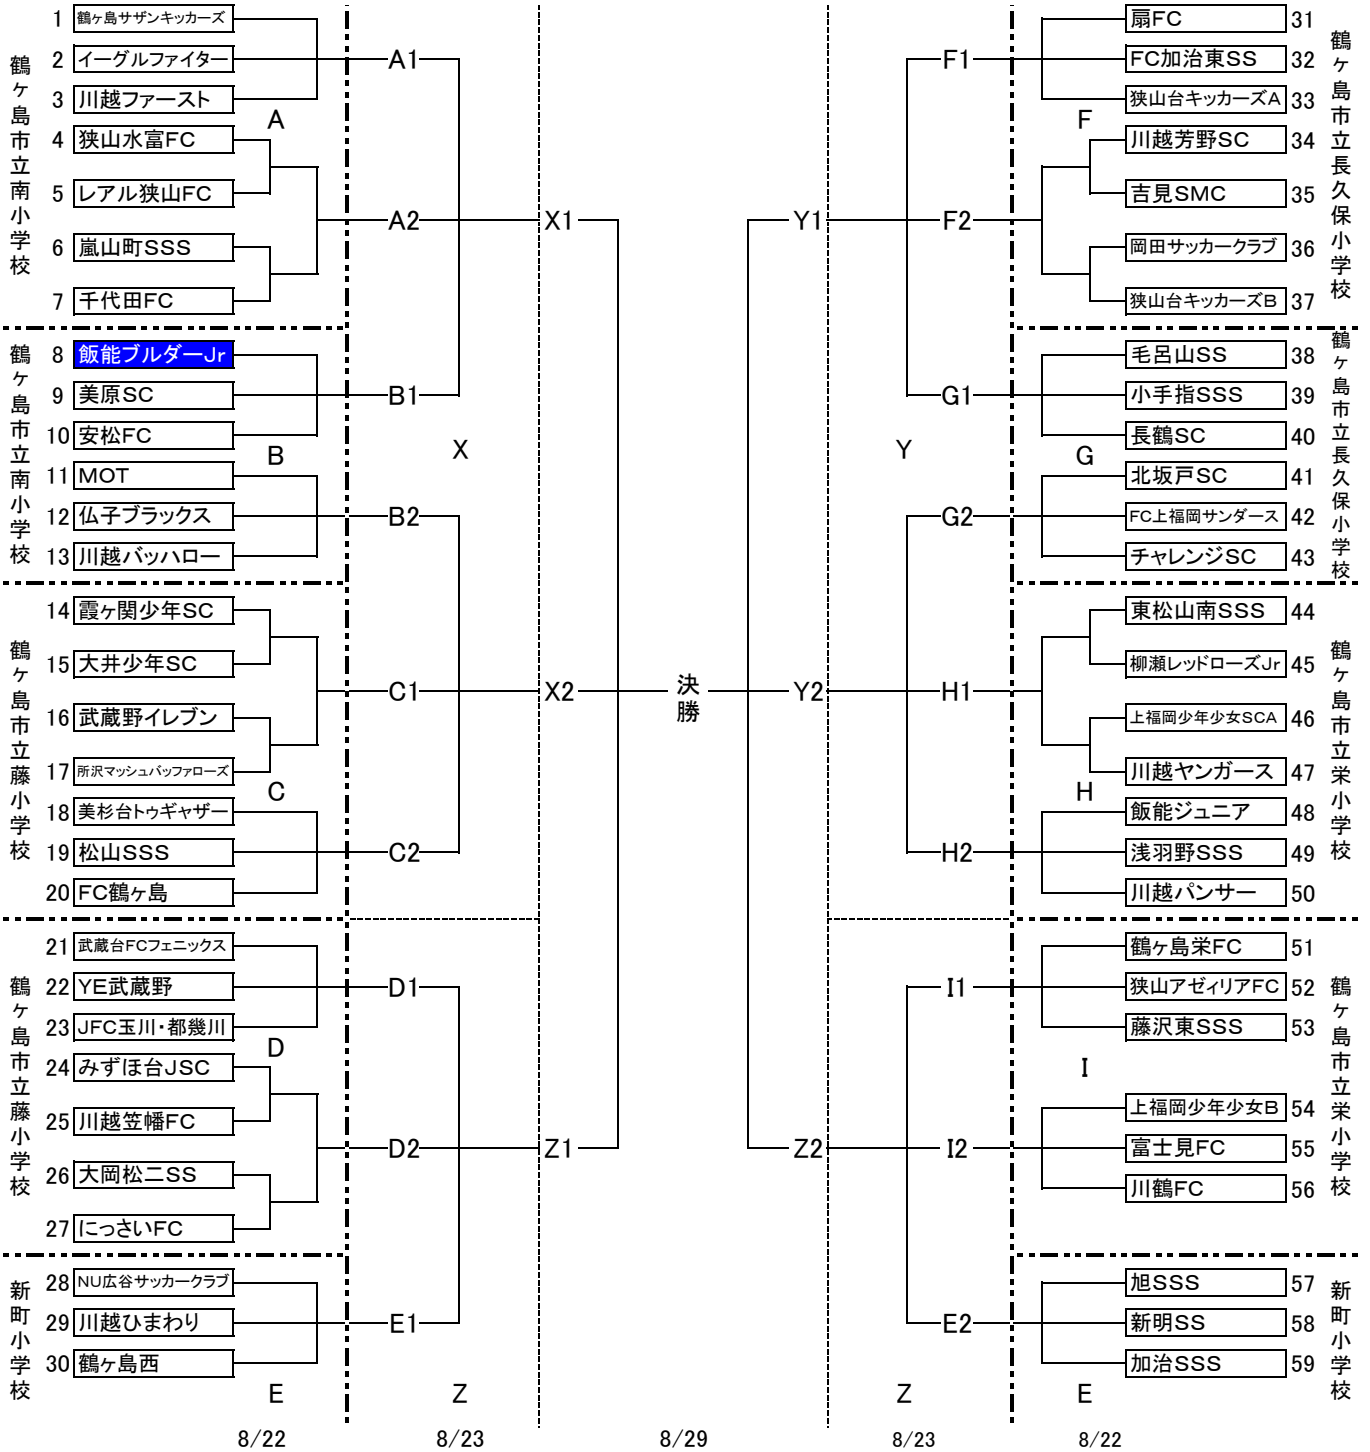 鶴ヶ島市立南小学校
1 鶴ヶ島サザンキッカーズ
2 イーグルファイター
3 川越ファースト
A
4 狭山水富FC
5 レアル狭山FC
6 嵐山町SSS
7 千代田FC
鶴ヶ島市立南小学校
8 飯能ブルダーJr
9 美原SC
10 安松FC
B
11 MOT
12 仏子ブラックス
13 川越バッハロー
鶴ヶ島市立藤小学校
14 霞ヶ関少年SC
15 大井少年SC
16 武蔵野イレブン
17 所沢マッシュバッファローズ
C
18 美杉台トゥギャザー
19 松山SSS
20 FC鶴ヶ島
鶴ヶ島市立藤小学校
21 武蔵台FCフェニックス
22 YE武蔵野
23 JFC玉川・都幾川
D
24 みずほ台JSC
25 川越笠幡FC
26 大岡松二SS
27 にっさいFC
新町小学校
28 NU広谷サッカークラブ
29 川越ひまわり
30 鶴ヶ島西
E
A1
A2
B1
X
B2
C1
C2
D1
D2
E1
Z
X1
X2
Z1
決勝
Y1
Y2
Z2
F1
F2
G1
Y
G2
H1
H2
I1
I2
E2
Z
扇FC 31
FC加治東SS 32
狭山台キッカーズA 33
F
川越芳野SC 34
吉見SMC 35
岡田サッカークラブ 36
狭山台キッカーズB 37
鶴ヶ島市立長久保小学校
毛呂山SS 38
小手指SSS 39
長鶴SC 40
G
北坂戸SC 41
FC上福岡サンダース 42
チャレンジSC 43
鶴ヶ島市立長久保小学校
東松山南SSS 44
柳瀬レッドローズJr 45
上福岡少年少女SCA 46
川越ヤンガース 47
H
飯能ジュニア 48
浅羽野SSS 49
川越パンサー 50
鶴ヶ島市立栄小学校
鶴ヶ島栄FC 51
狭山アゼィリアFC 52
藤沢東SSS 53
I
上福岡少年少女B 54
富士見FC 55
川鶴FC 56
鶴ヶ島市立栄小学校
旭SSS 57
新明SS 58
加治SSS 59
E
新町小学校
8/22
8/23
8/29
8/23
8/22